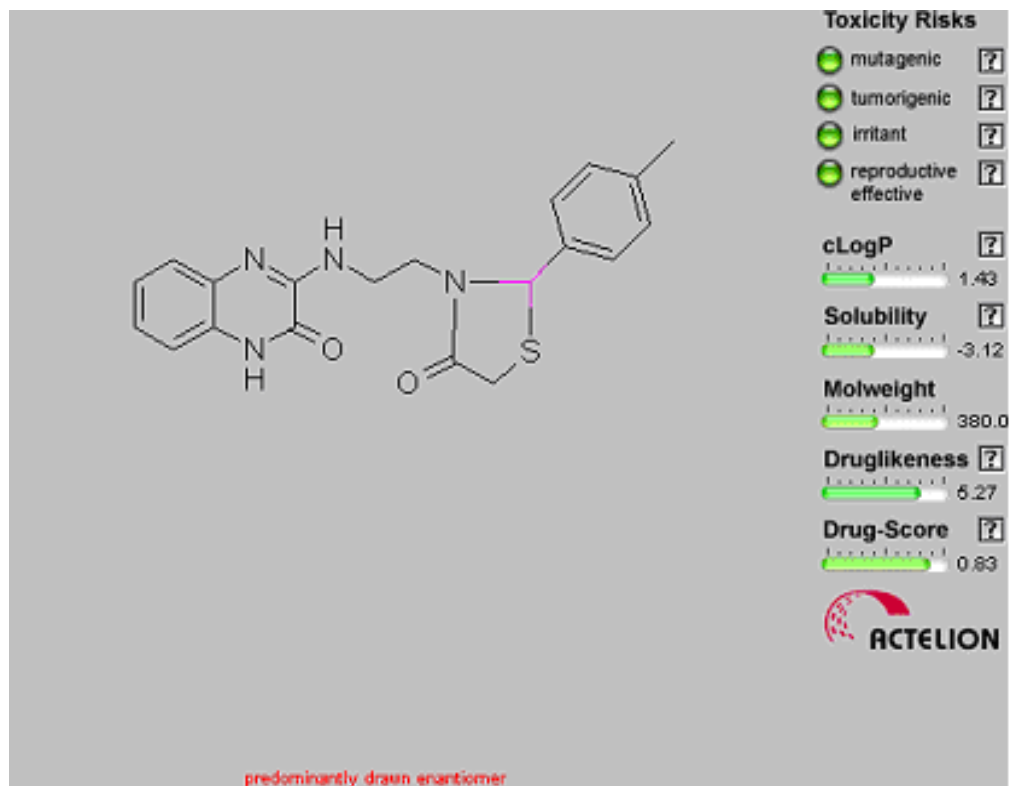 Toxicity Risks
mutagenic ?
tumorigenic ?
irritant ?
reproductive ?
effective
cLogP ?
1.43
Solubility ?
-3.12
Molweight
380.0
Druglikeness ?
5.27
Drug-Score ?
0.83
ACTELION
H
N
N
N
S
N
H
O
O
predominantly drawn enantiomer